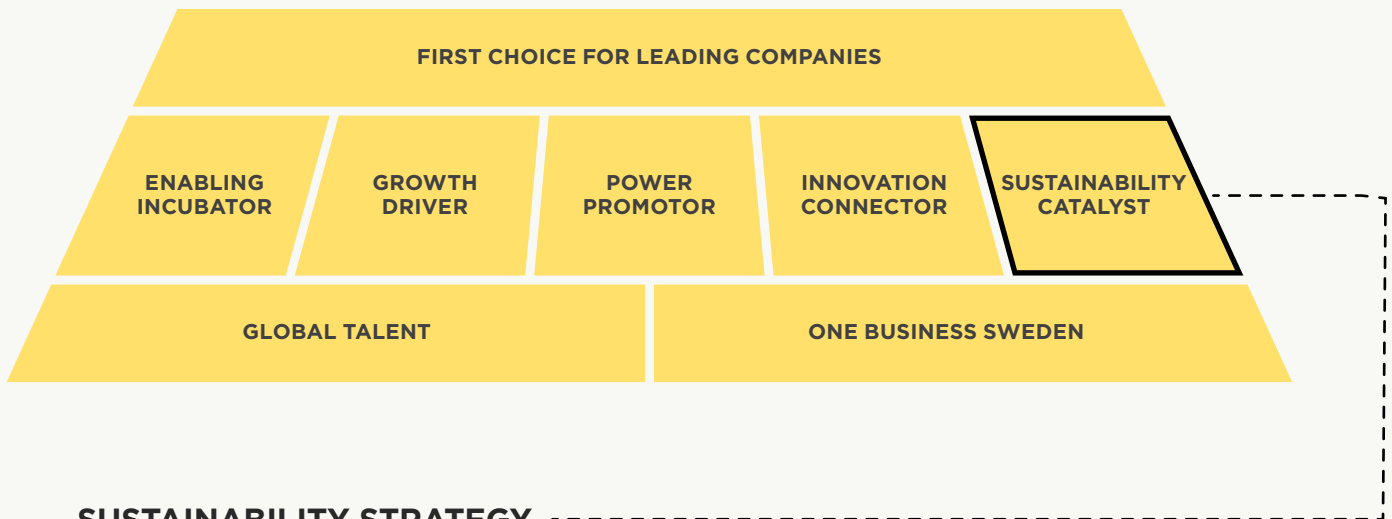 FIRST CHOICE FOR LEADING COMPANIES
ENABLING
INCUBATOR
GROWTH
DRIVER
POWER
PROMOTOR
INNOVATION
CONNECTOR
SUSTAINABILITY
CATALYST
GLOBAL TALENT
ONE BUSINESS SWEDEN
SUSTAINABILITY STRATEGY